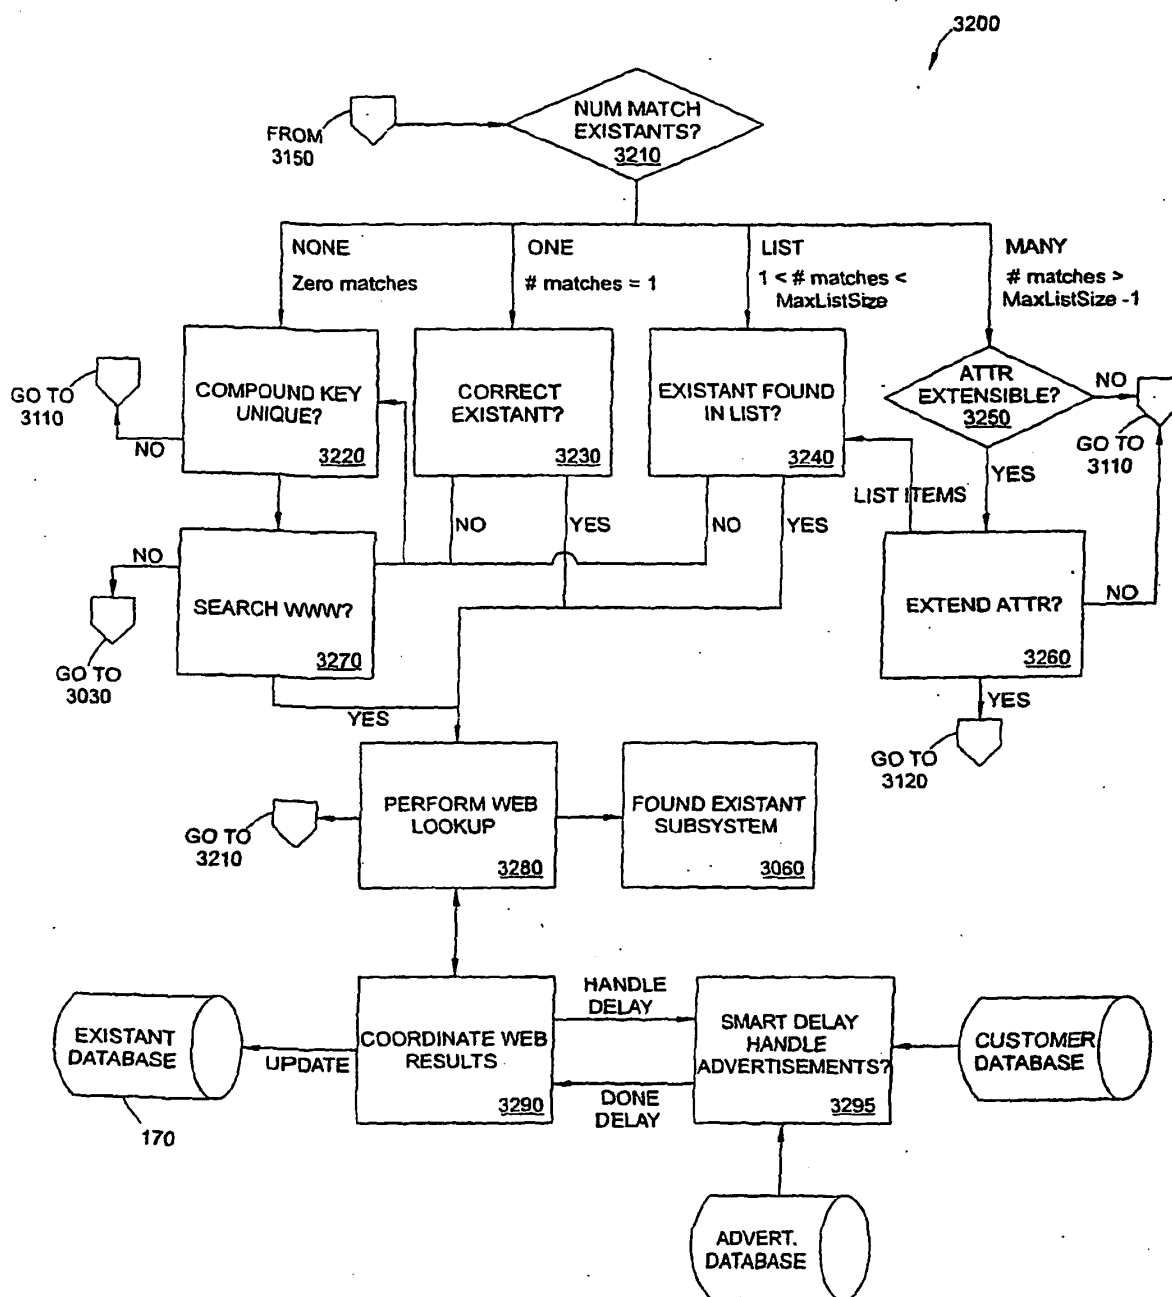 3200
NUM MATCH
EXISTANTS?
3210
FROM
3150
NONE
Zero matches
ONE
# matches = 1
LIST
1 < # matches <
MaxListSize
MANY
# matches >
MaxListSize -1
GO TO
3110
NO
COMPOUND KEY
UNIQUE?
3220
CORRECT
EXISTANT?
3230
EXISTANT FOUND
IN LIST?
3240
ATTR
EXTENSIBLE?
3250
NO
GO TO
3110
YES
LIST ITEMS
NO
YES
NO
YES
NO
SEARCH WWW?
3270
GO TO
3030
EXTEND ATTR?
3260
NO
YES
YES
GO TO
3120
PERFORM WEB
LOOKUP
3280
FOUND EXISTANT
SUBSYSTEM
3060
GO TO
3210
EXISTANT
DATABASE
170
UPDATE
COORDINATE WEB
RESULTS
3290
HANDLE
DELAY
DONE
DELAY
SMART DELAY
HANDLE
ADVERTISEMENTS?
3295
CUSTOMER
DATABASE
ADVERT.
DATABASE